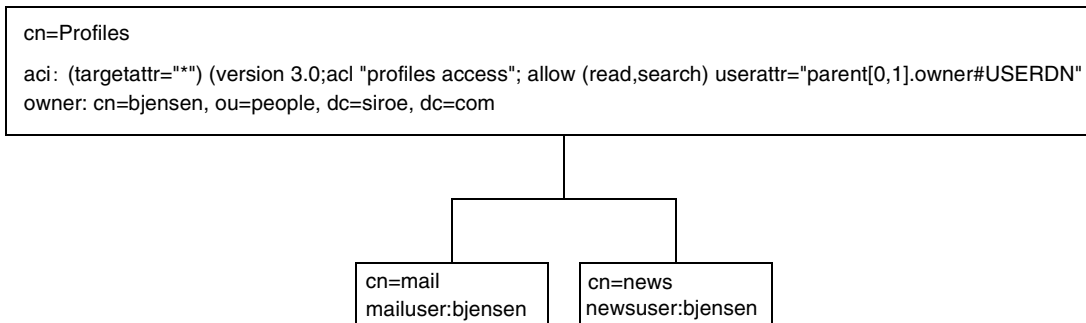 cn=Profiles
aci: (targetattr="*") (version 3.0;acl "profiles access"; allow (read,search) userattr="parent[0,1].owner#USERDN"
owner: cn=bjensen, ou=people, dc=siroe, dc=com
cn=mail
mailuser:bjensen
cn=news
newsuser:bjensen